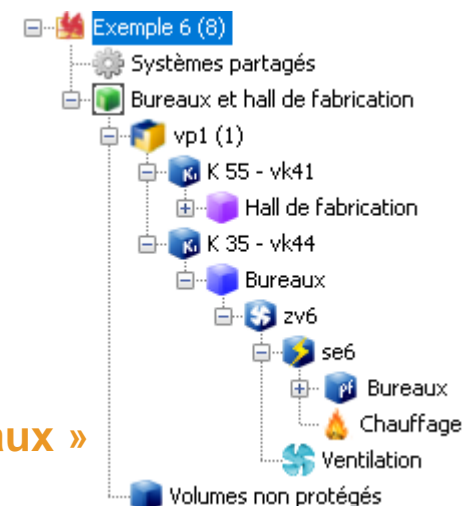 Exemple 6 (8)
Systèmes partagés
Bureaux et hall de fabrication
vp1 (1)
K 55 - vk41
Hall de fabrication
K 35 - vk44
Bureaux
zv6
se6
Bureaux
Chauffage
aux »
Ventilation
Volumes non protégés